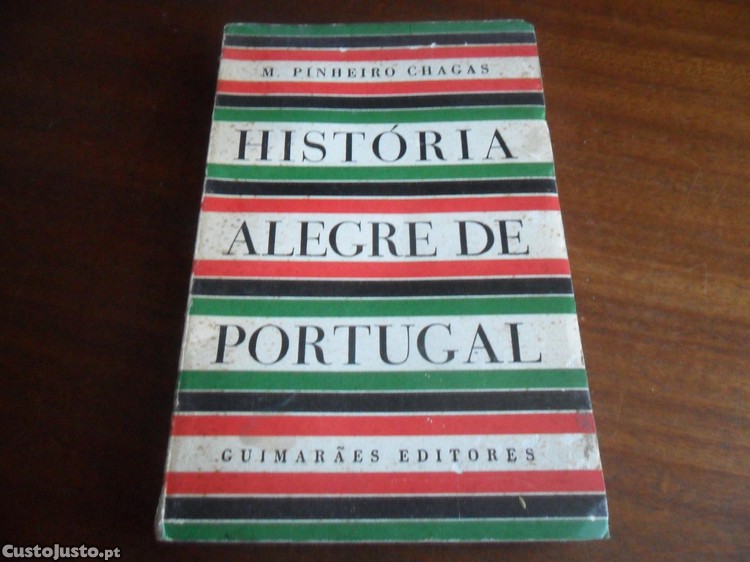 M. PINHEIRO CHAGAS
HISTÓRIA
ALEGRE DE
PORTUGAL
GUIMARÃES EDITORES
CustoJusto.pt